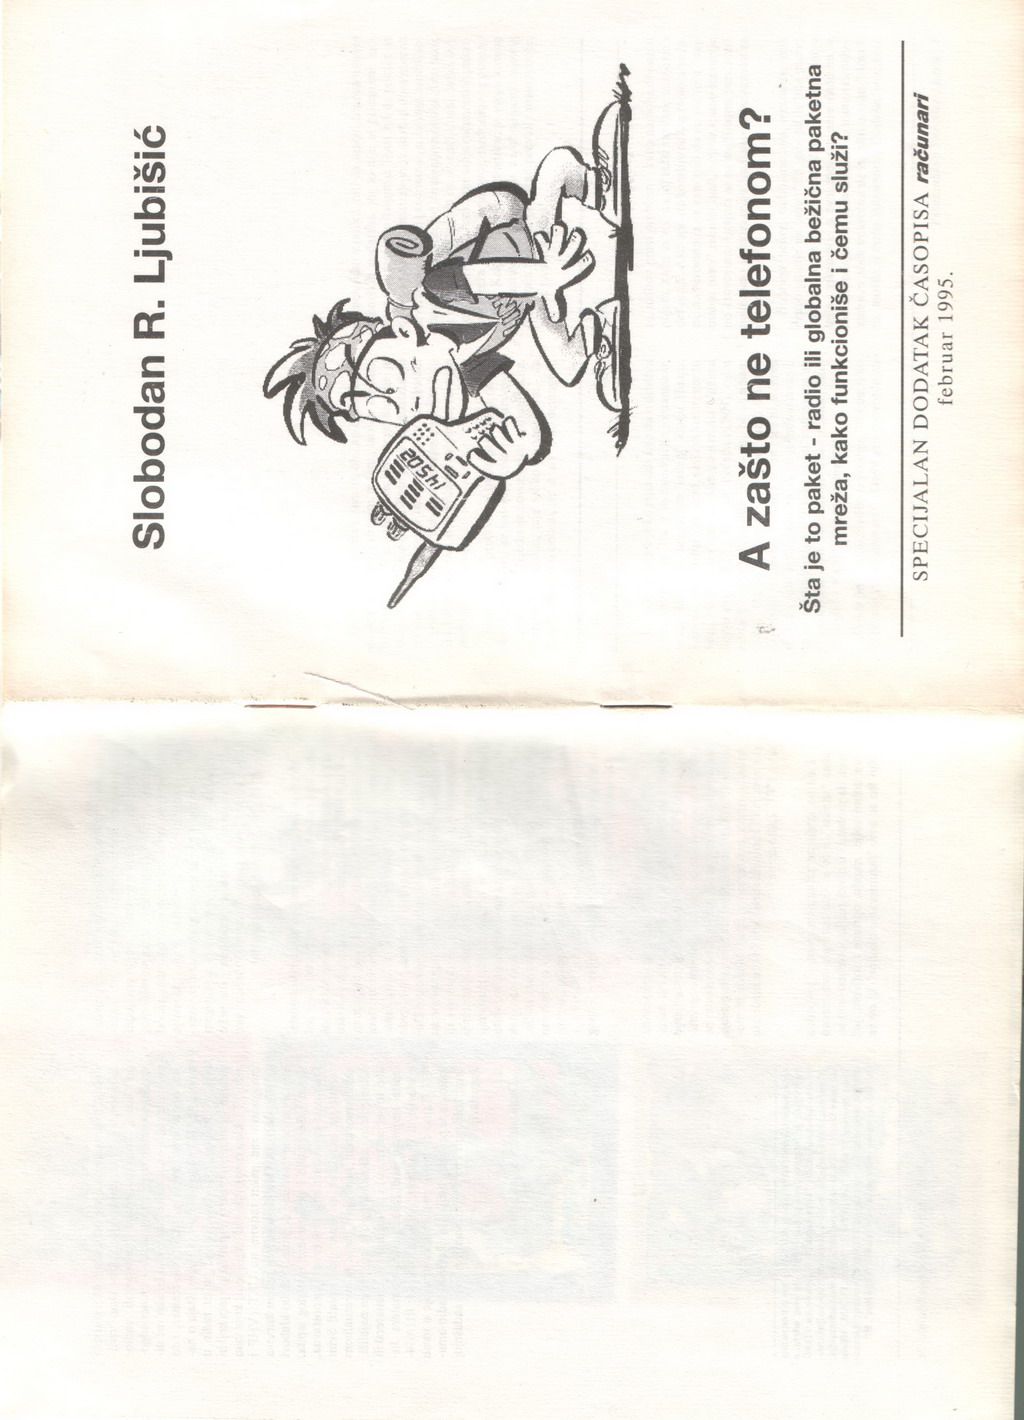 Slobodan R. Ljubišić
14502
A zašto ne telefonom?
Šta je to paket - radio ili globalna bežična paketna
mreža, kako funkcioniše i čemu služi?
SPECIJALAN DODATAK ČASOPISA računari
februar 1995.